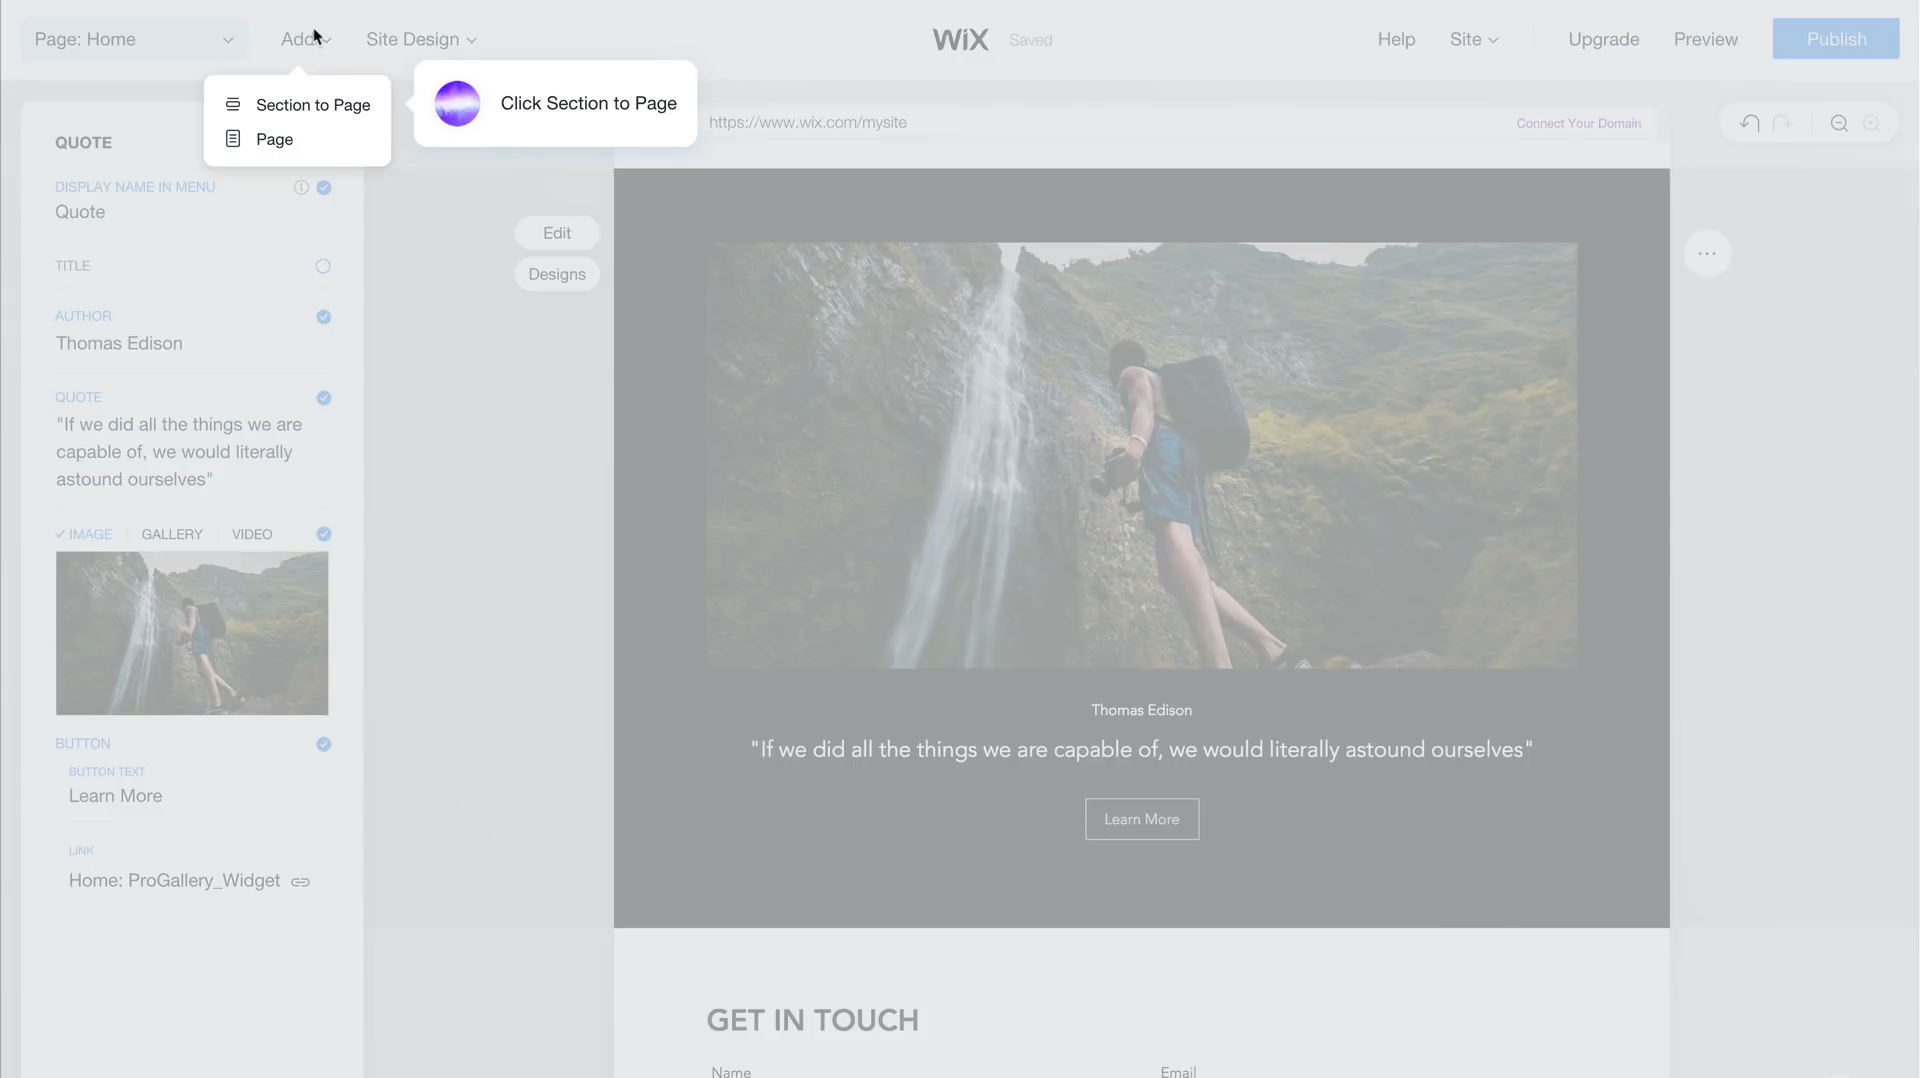 Page: Home
Add
Site Design
WiX
Saved
Help
Site
Upgrade
Preview
Publish
Section to Page
Page
Click Section to Page
https://www.wix.com/mysite
Connect Your Domain
QUOTE
DISPLAY NAME IN MENU
Quote
TITLE
AUTHOR
Thomas Edison
QUOTE
"If we did all the things we are
capable of, we would literally
astound ourselves"
IMAGE
GALLERY
VIDEO
BUTTON
BUTTON TEXT
Learn More
LINK
Home: ProGallery_Widget
Edit
Designs
Thomas Edison
"If we did all the things we are capable of, we would literally astound ourselves"
Learn More
GET IN TOUCH
Name
Email